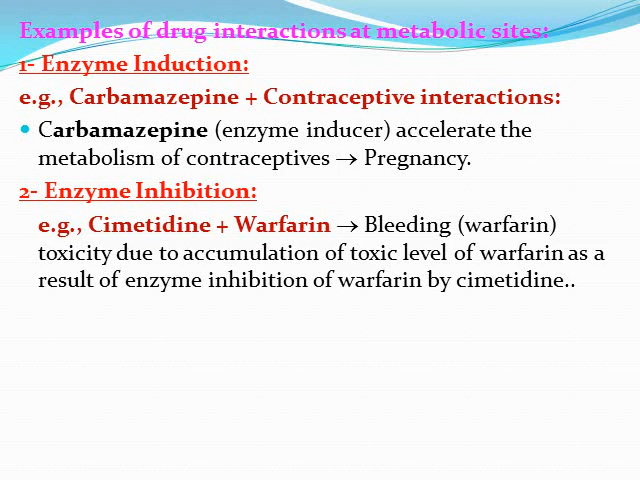 Examples of drug interactions at metabolic sites:
1- Enzyme Induction:
e.g., Carbamazepine + Contraceptive interactions:
• Carbamazepine (enzyme inducer) accelerate the
metabolism of contraceptives → Pregnancy.
2- Enzyme Inhibition:
e.g., Cimetidine + Warfarin → Bleeding (warfarin)
toxicity due to accumulation of toxic level of warfarin as a
result of enzyme inhibition of warfarin by cimetidine..